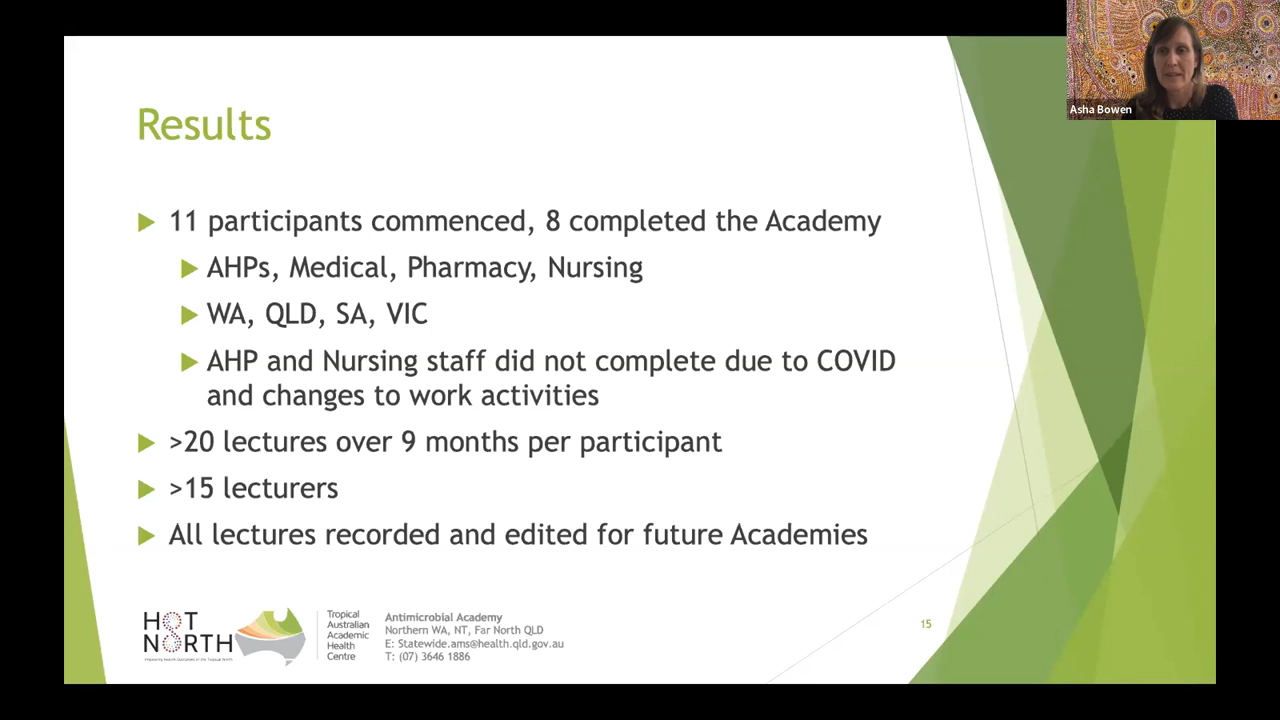 Asha Bowen
Results
11 participants commenced, 8 completed the Academy
AHPs, Medical, Pharmacy, Nursing
WA, QLD, SA, VIC
AHP and Nursing staff did not complete due to COVID
and changes to work activities
>20 lectures over 9 months per participant
>15 lecturers
All lectures recorded and edited for future Academies
HOT
NORTH
Tropical
Australian
Academic
Health
Centre
Antimicrobial Academy
Northern WA, NT, Far North QLD
E: Statewide.ams@health.qld.gov.au
T: (07) 3646 1886
15